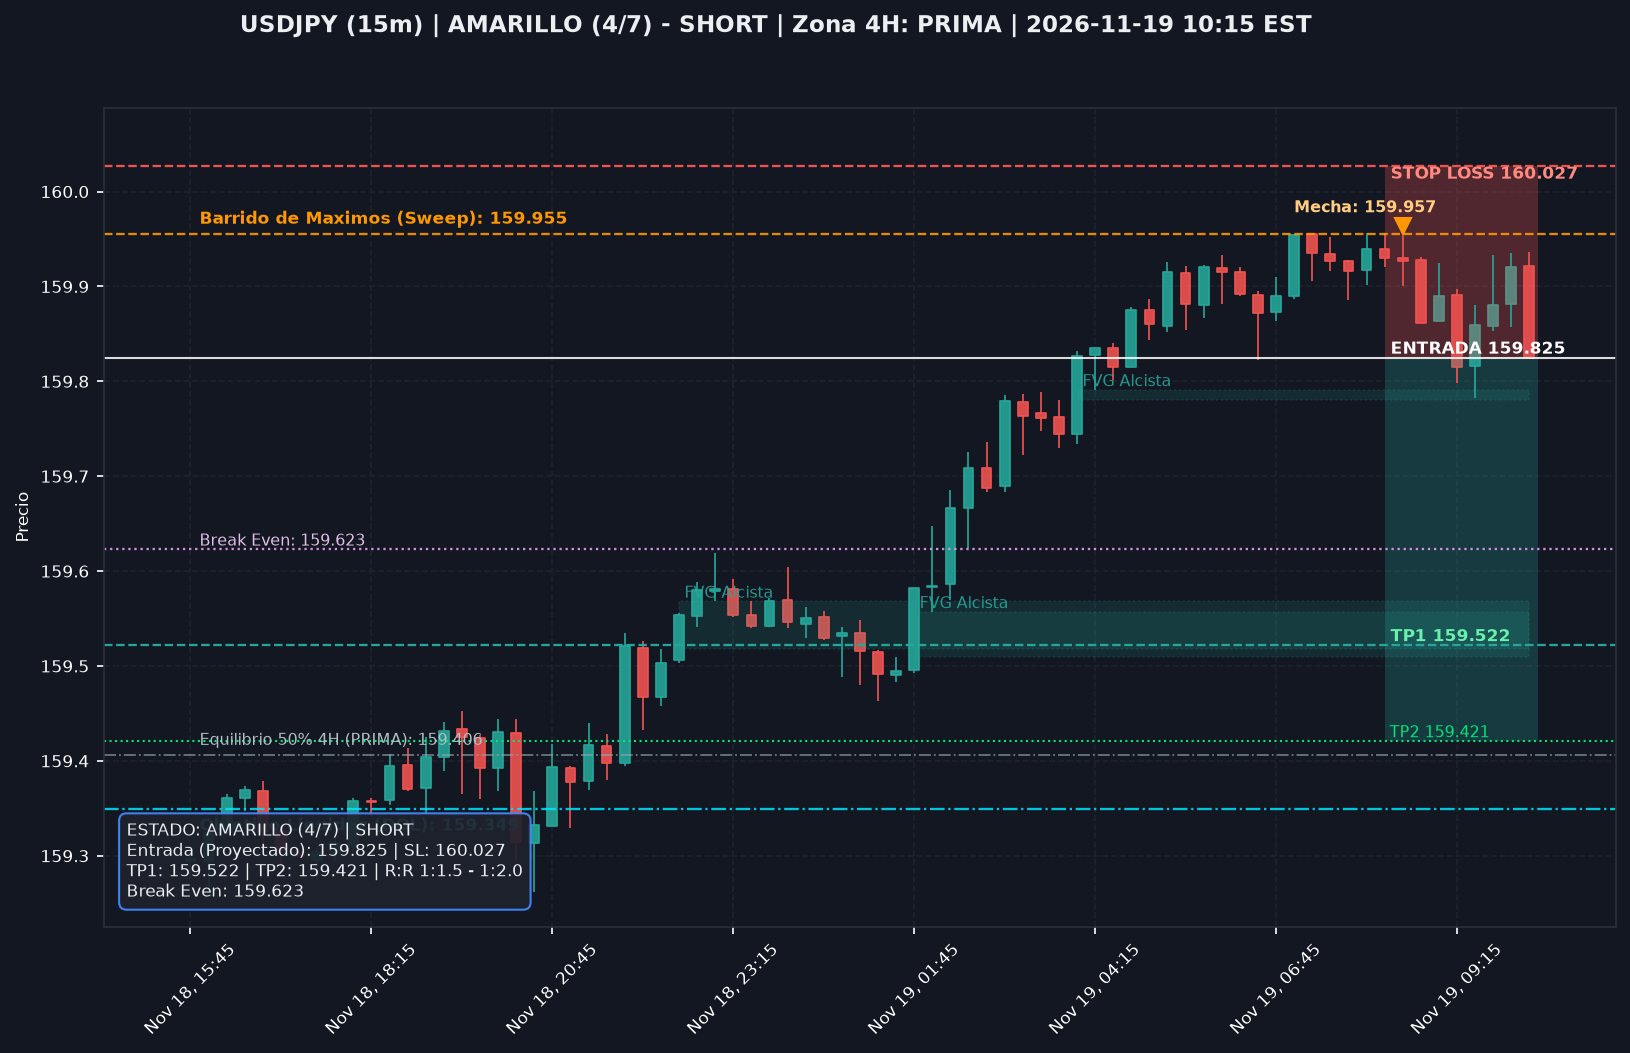 USDJPY (15m) | AMARILLO (4/7) - SHORT | Zona 4H: PRIMA | 2026-11-19 10:15 EST
STOP LOSS 160.027
160.0
Mecha: 159.957
Barrido de Maximos (Sweep): 159.955
159.9
ENTRADA 159.825
159.8
FVG Alcista
159.7
Precio
Break Even: 159.623
159.6
FVG Alcista
FVG Alcista
TP1 159.522
159.5
TP2 159.421
Equilibrio 50% 4H (PRIMA): 159.406
159.4
159.349
ESTADO: AMARILLO (4/7) | SHORT
Entrada (Proyectado): 159.825 | SL: 160.027
159.3
TP1: 159.522 | TP2: 159.421 | R:R 1:1.5 - 1:2.0
Break Even: 159.623
Nov 18, 15:45
Nov 18, 18:15
Nov 18, 20:45
Nov 18, 23:15
Nov 19, 01:45
Nov 19, 04:15
Nov 19, 06:45
Nov 19, 09:15